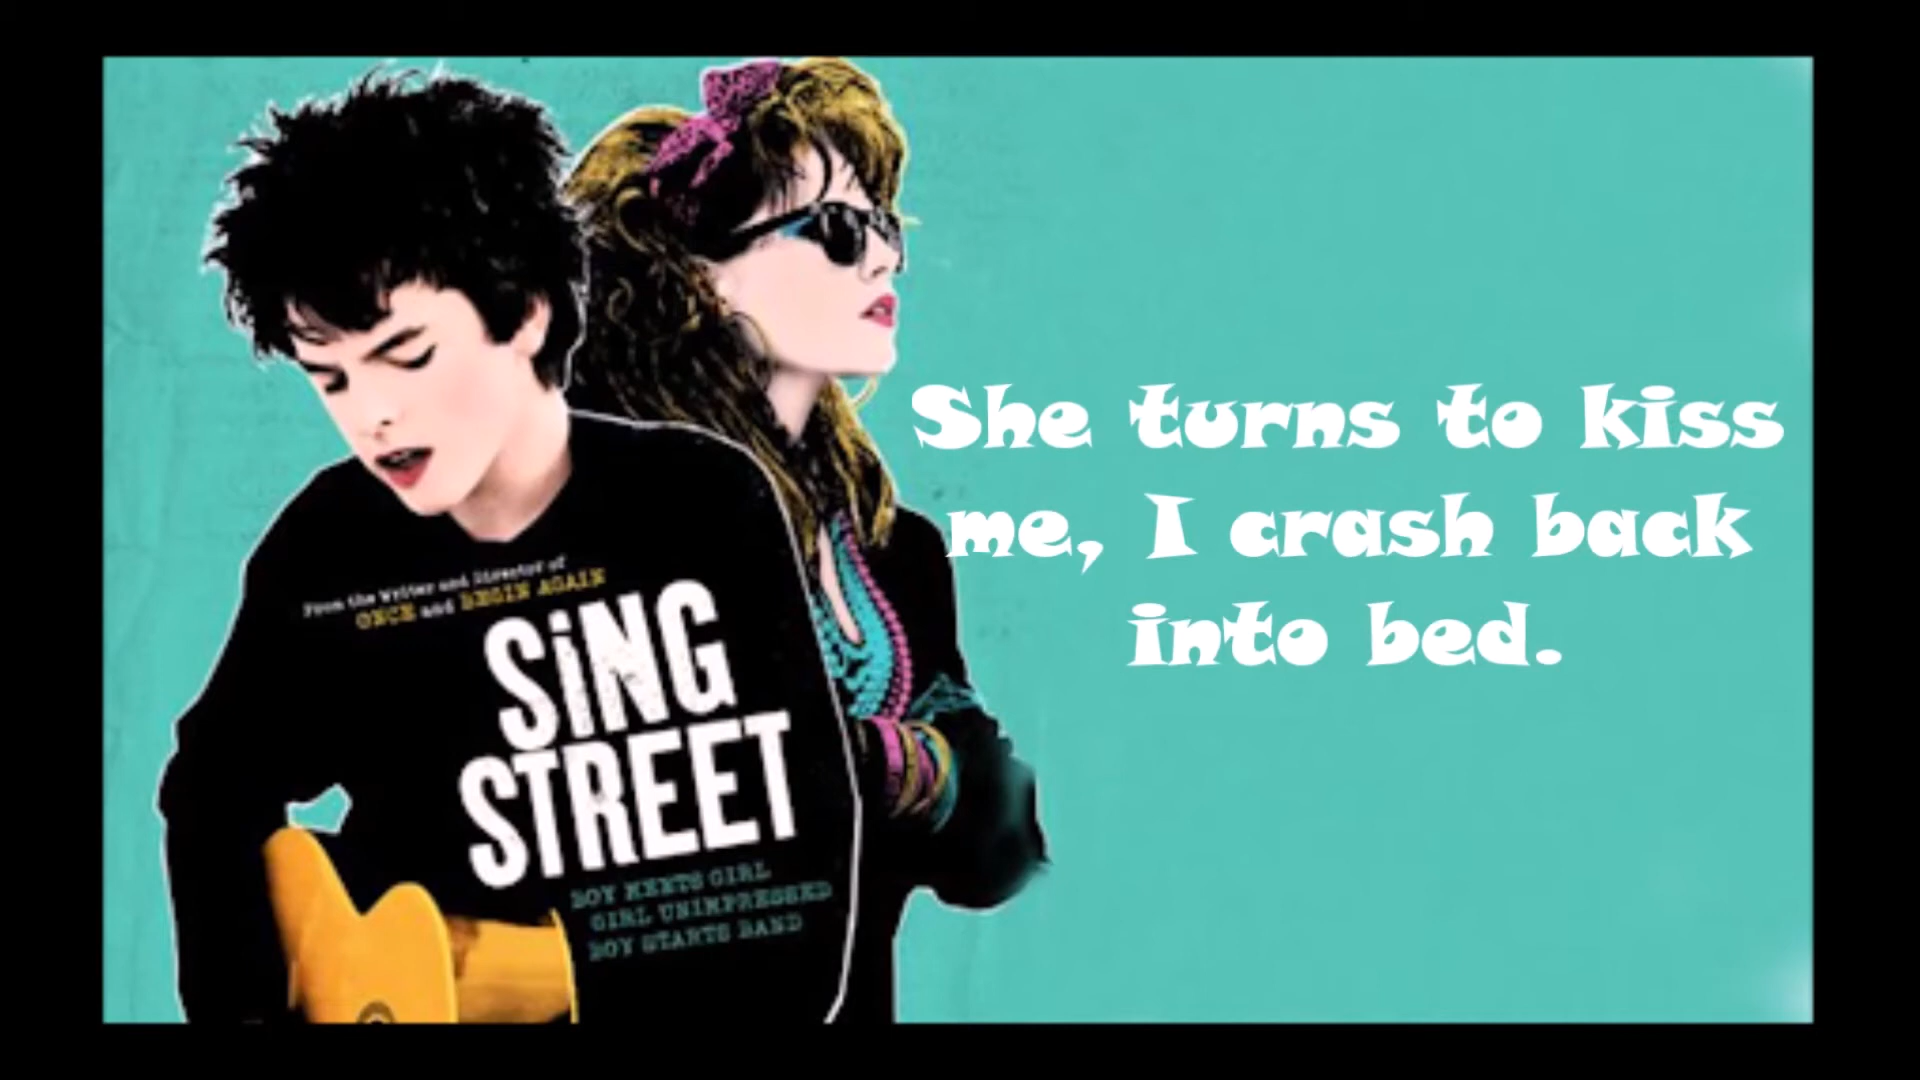 She turns to kiss
me, I crash back
into bed.
From the Writer and Director of
ONCE and BEGIN AGAIN
SiNG
STREET
BOY MEETS GIRL
GIRL UNIMPRESSED
BOY STARTS BAND